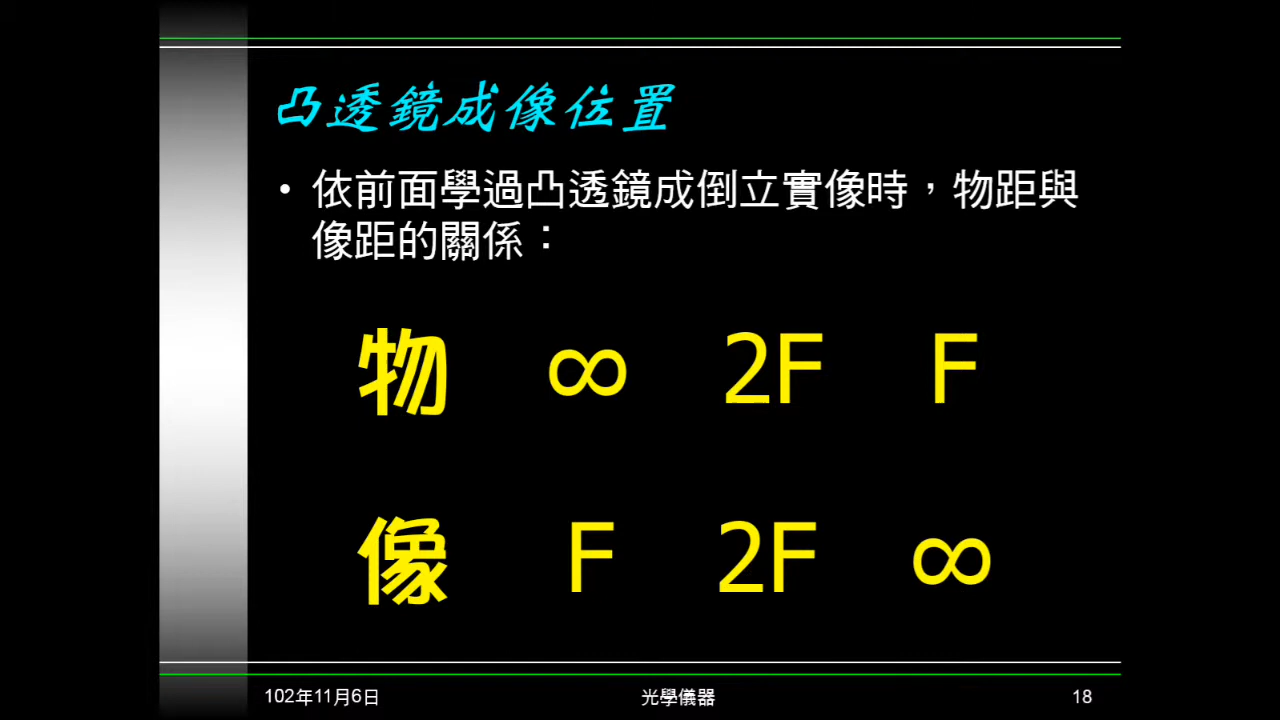 凸透鏡成像位置
• 依前面學過凸透鏡成倒立實像時，物距與
像距的關係：
物 ∞ 2F F
像 F 2F ∞
102年11月6日 光學儀器 18